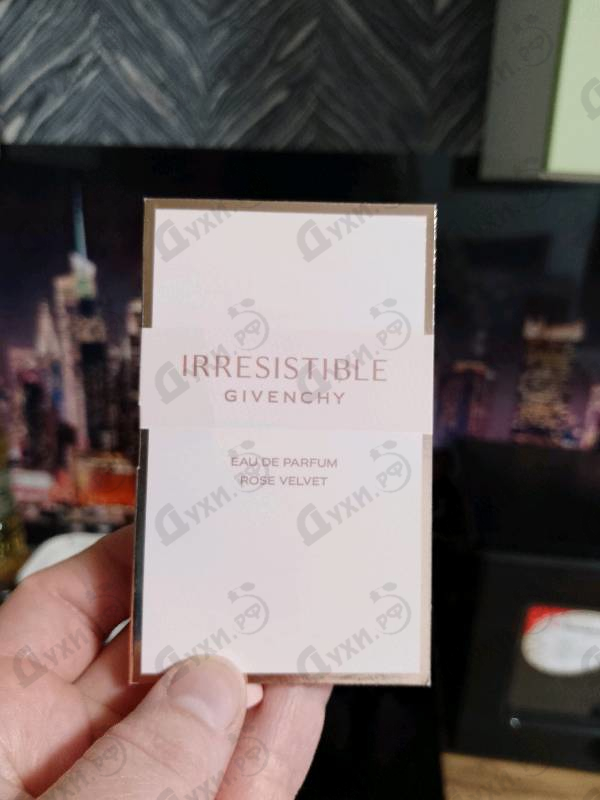 IRRESISTIBLE
GIVENCHY
EAU DE PARFUM
ROSE VELVET
Духи.рф